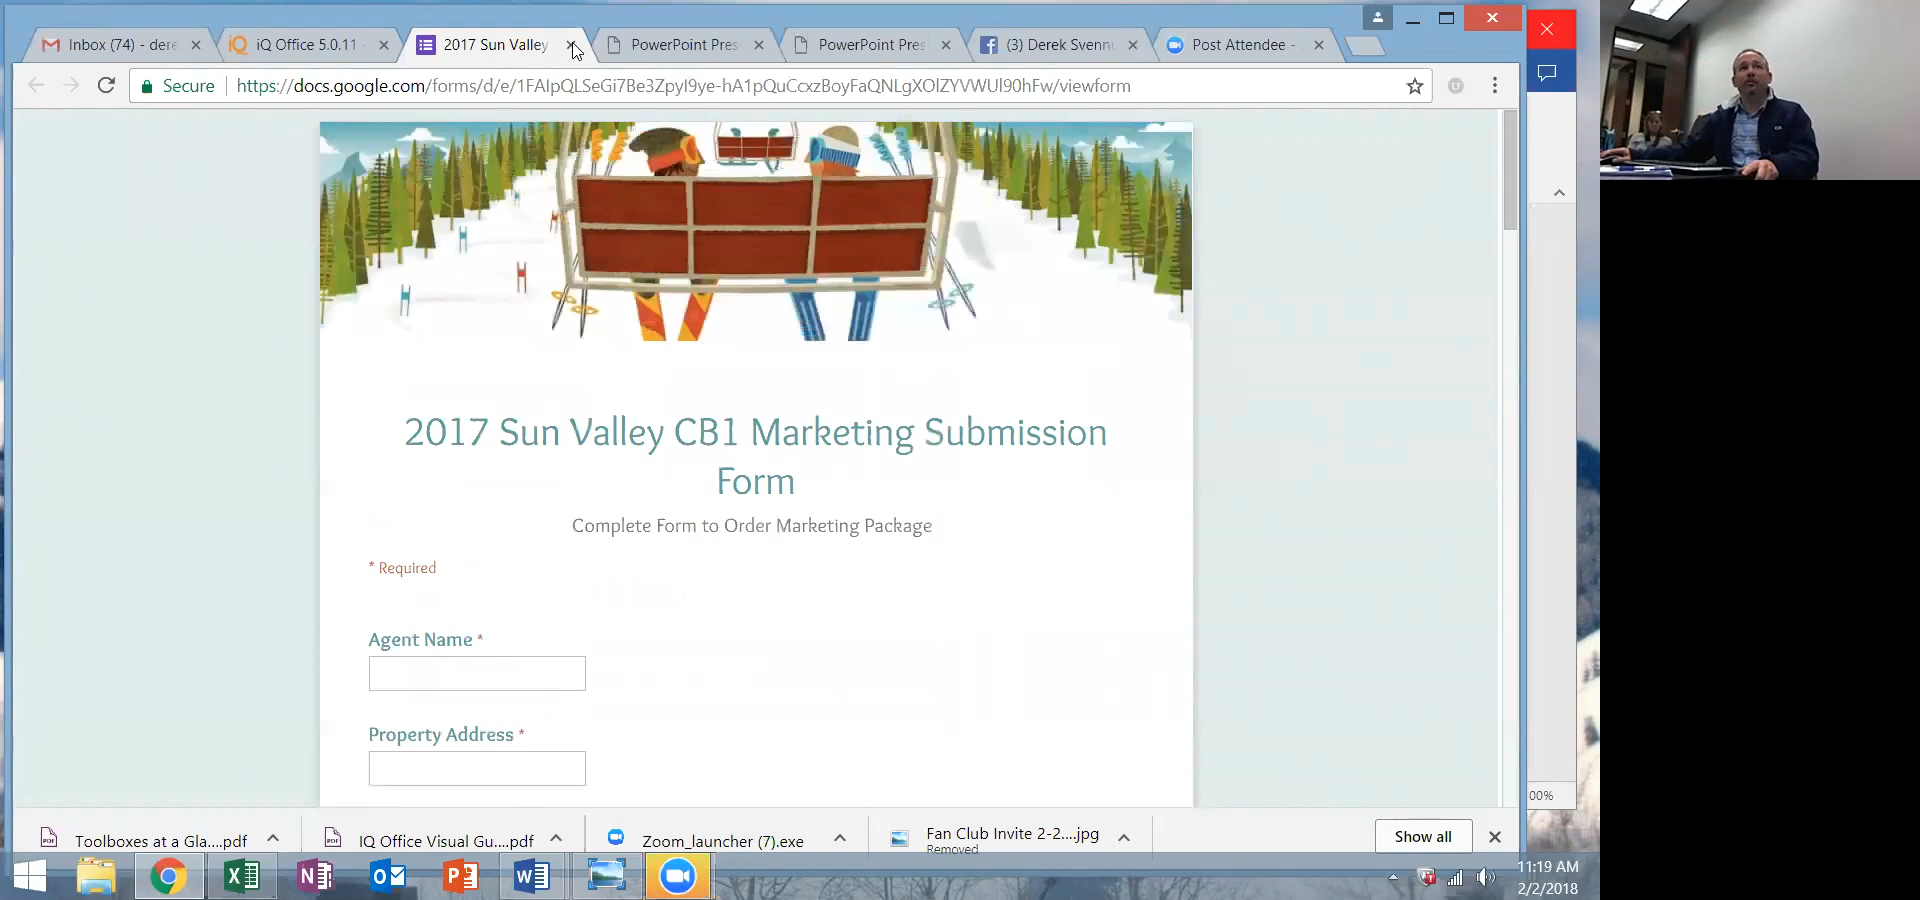 Inbox (74) - dere
iQ Office 5.0.11 -
2017 Sun Valley
PowerPoint Pres
PowerPoint Pres
(3) Derek Svennu
Post Attendee -
Secure
https://docs.google.com/forms/d/e/1FAIpQLSeGi7Be3ZpyI9ye-hA1pQuCcxzBoyFaQNLgXOlZYVWUl90hFw/viewform
2017 Sun Valley CB1 Marketing Submission
Form
Complete Form to Order Marketing Package
* Required
Agent Name *
Property Address *
00%
Toolboxes at a Gla....pdf
IQ Office Visual Gu....pdf
Zoom_launcher (7).exe
Fan Club Invite 2-2....jpg
Removed
Show all
11:19 AM
2/2/2018